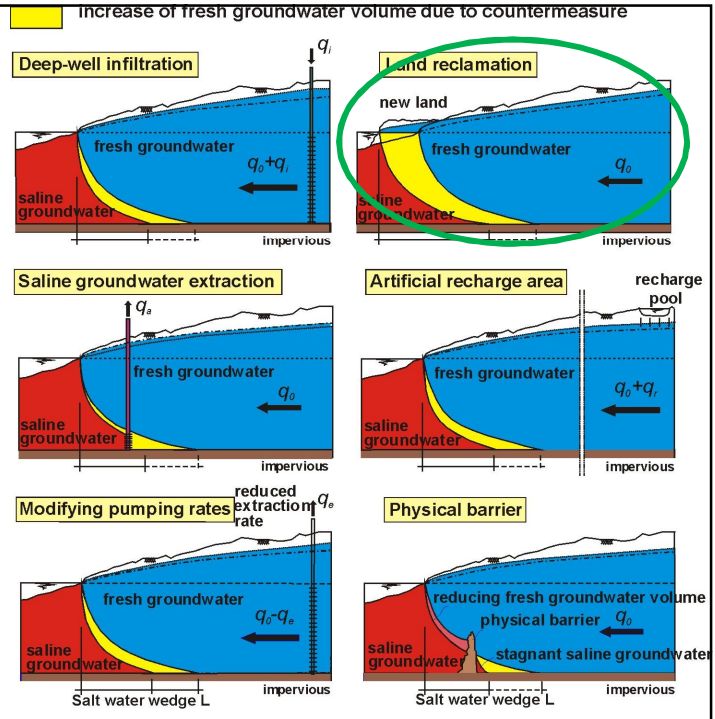 increase of fresh groundwater volume due to countermeasure
Deep-well infiltration
qi
fresh groundwater
q0+qi
saline
groundwater
impervious
Land reclamation
new land
fresh groundwater
q0
saline
groundwater
impervious
Saline groundwater extraction
qa
fresh groundwater
q0
saline
groundwater
impervious
Artificial recharge area
recharge
pool
fresh groundwater
q0+qr
saline
groundwater
impervious
Modifying pumping rates
reduced
extraction
rate
qe
fresh groundwater
q0-qe
saline
groundwater
impervious
Salt water wedge L
Physical barrier
reducing fresh groundwater volume
physical barrier
q0
saline
groundwater
stagnant saline groundwater
impervious
Salt water wedge L